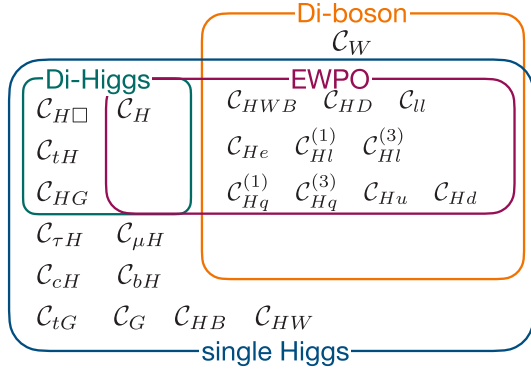 Di-boson
C_W
Di-Higgs EWPO
C_{H□} C_H C_{HWB} C_{HD} C_{ll}
C_{tH} C_{He} C_{Hl}^{(1)} C_{Hl}^{(3)}
C_{HG} C_{Hq}^{(1)} C_{Hq}^{(3)} C_{Hu} C_{Hd}
C_{τH} C_{μH}
C_{cH} C_{bH}
C_{tG} C_G C_{HB} C_{HW}
single Higgs